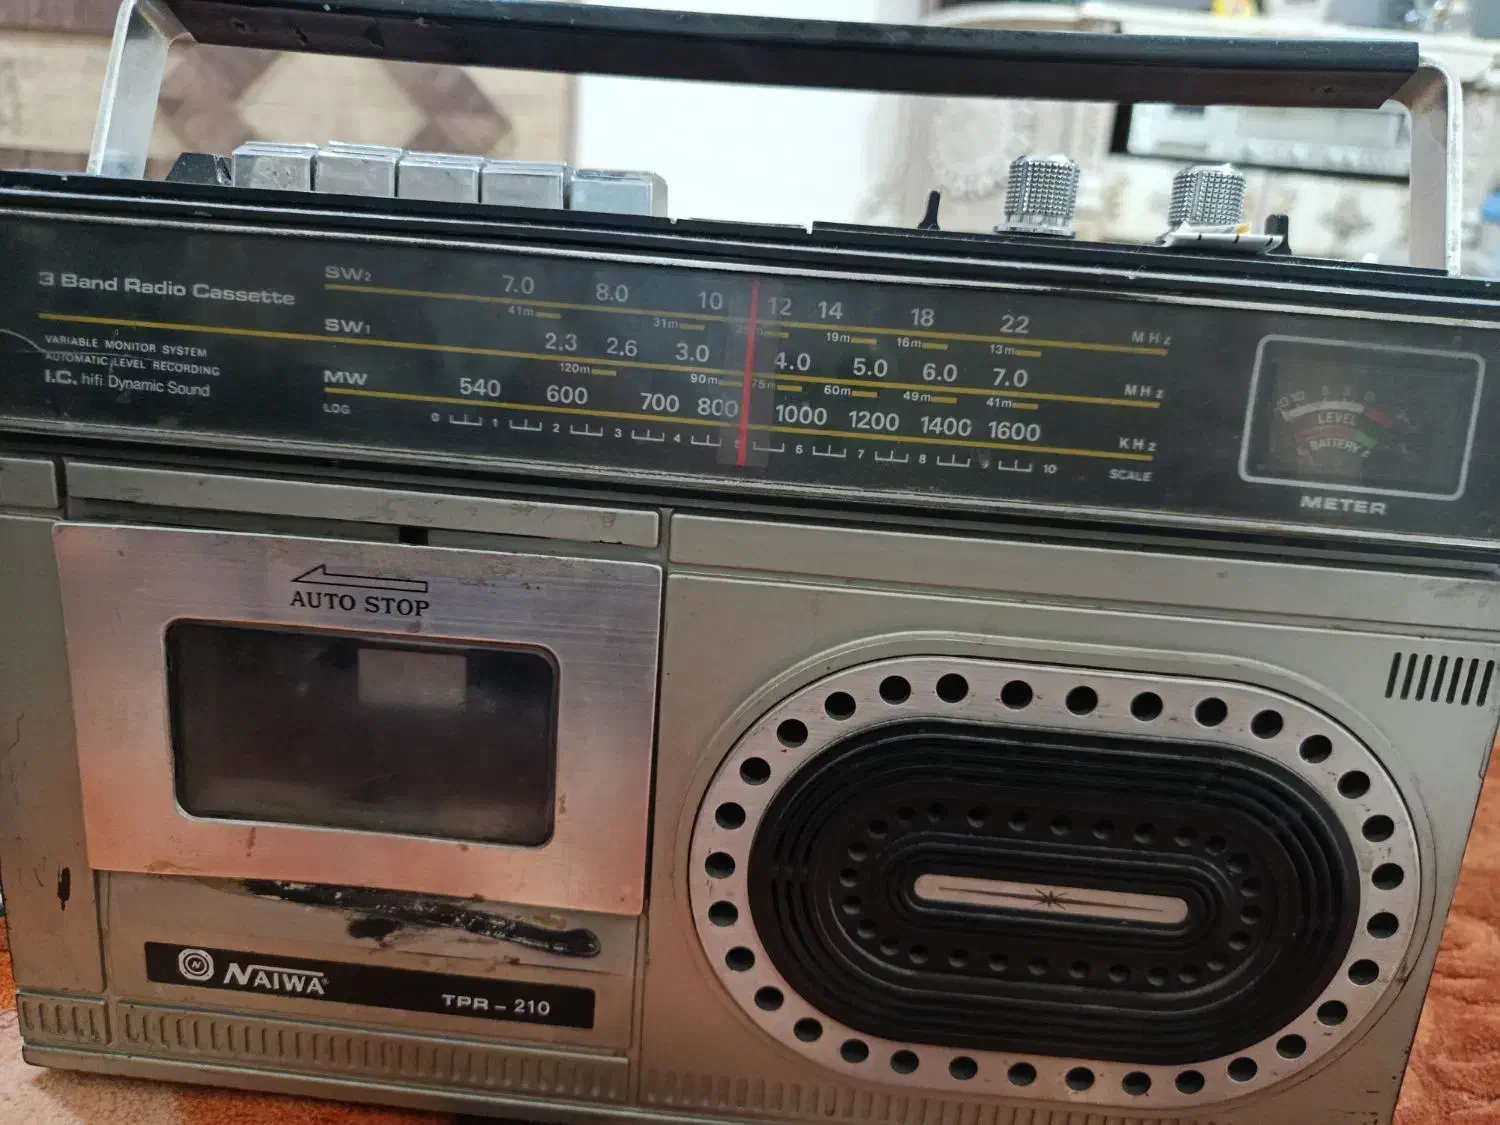 3 Band Radio Cassette
VARIABLE MONITOR SYSTEM
AUTOMATIC LEVEL RECORDING
I.C. hifi Dynamic Sound
SW2 7.0 8.0 10 12 14 18 22 MHz
41m 31m 25m 19m 16m 13m
SW1 2.3 2.6 3.0 4.0 5.0 6.0 7.0 MHz
120m 90m 75m 60m 49m 41m
MW 540 600 700 800 1000 1200 1400 1600 KHz
LOG 0 1 2 3 4 5 6 7 8 9 10 SCALE
LEVEL
BATTERY
METER
AUTO STOP
N NAIWA TPR-210